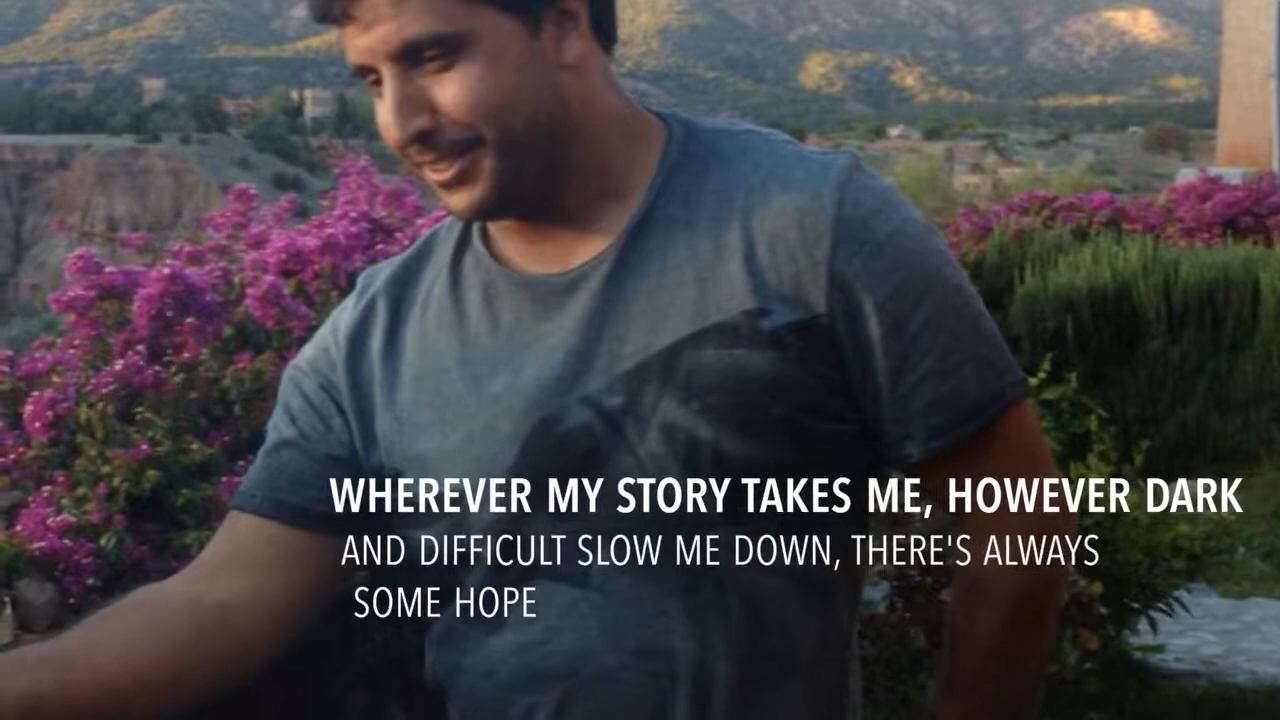 WHEREVER MY STORY TAKES ME, HOWEVER DARK
AND DIFFICULT SLOW ME DOWN, THERE'S ALWAYS
SOME HOPE